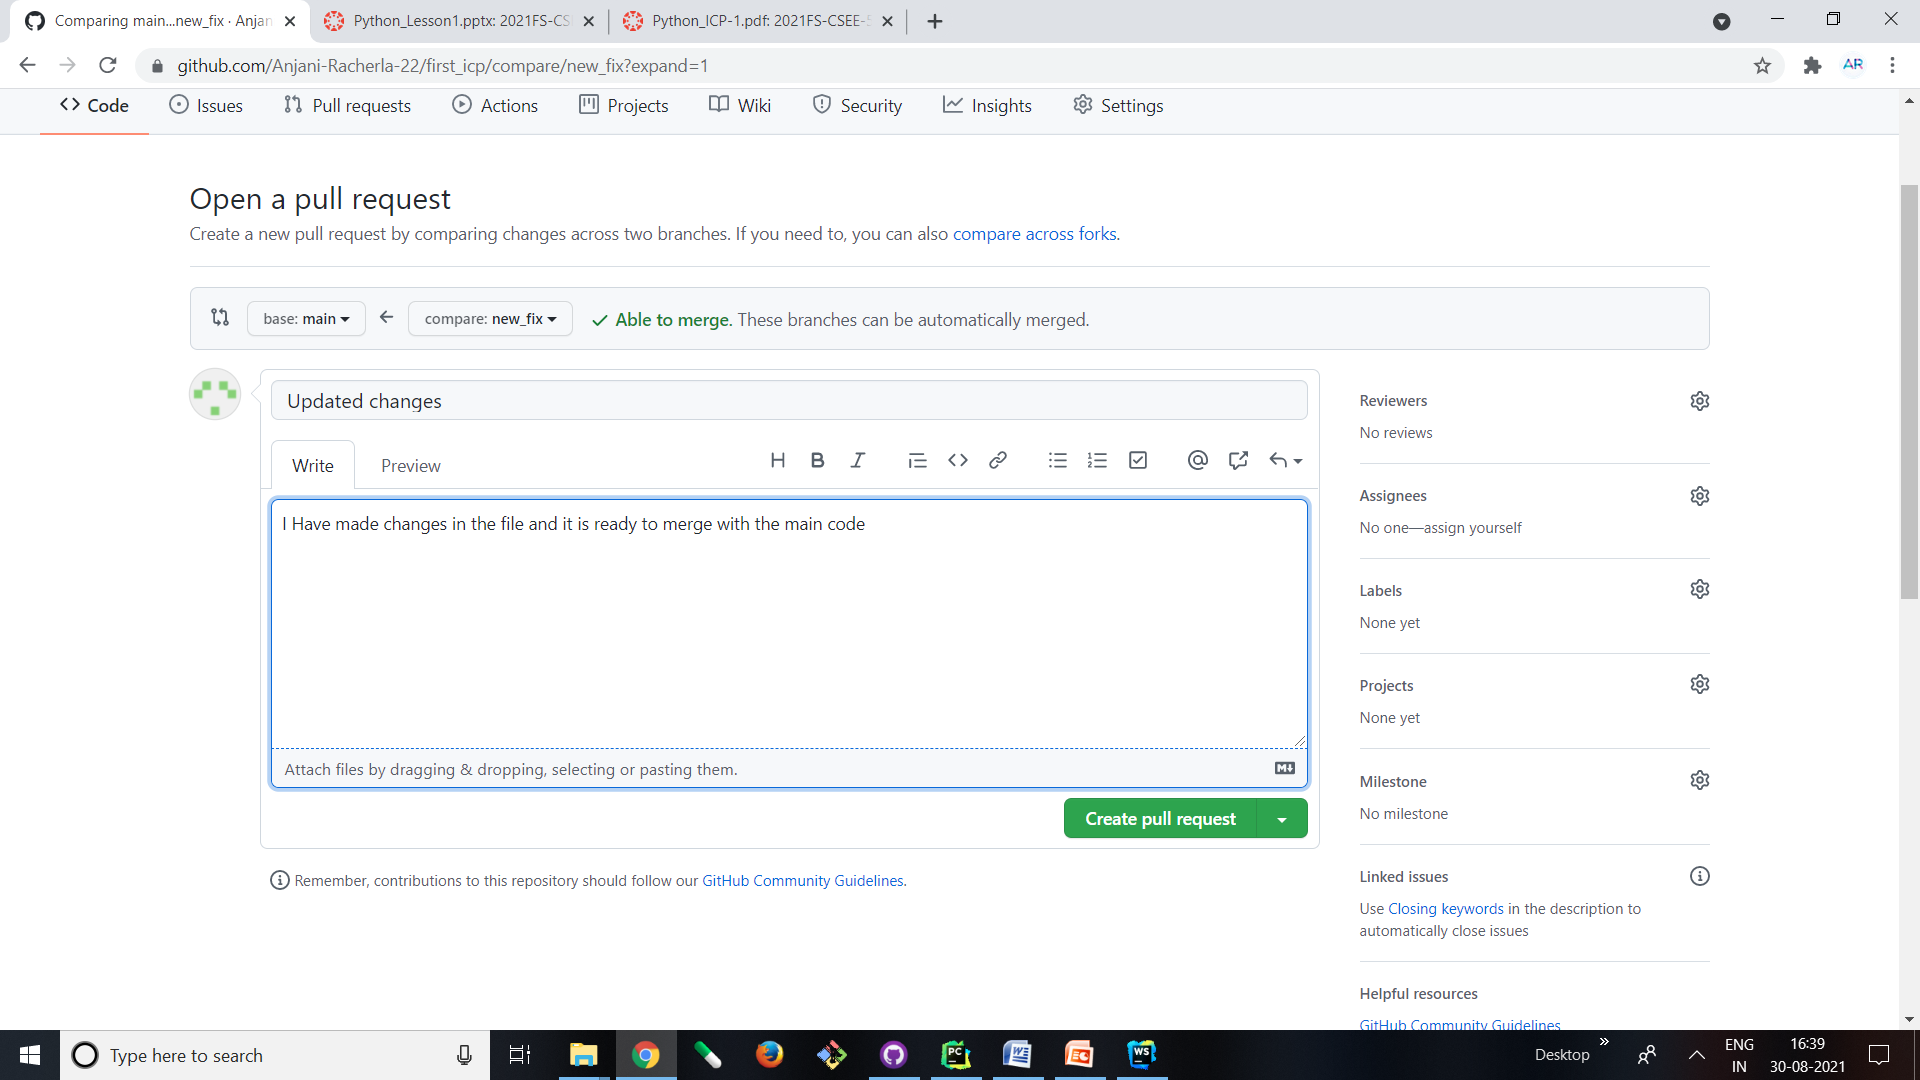 Comparing main...new_fix · Anjan
Python_Lesson1.pptx: 2021FS-CS
Python_ICP-1.pdf: 2021FS-CSEE-5
github.com/Anjani-Racherla-22/first_icp/compare/new_fix?expand=1
AR
Code Issues Pull requests Actions Projects Wiki Security Insights Settings
Open a pull request
Create a new pull request by comparing changes across two branches. If you need to, you can also compare across forks.
base: main compare: new_fix Able to merge. These branches can be automatically merged.
Updated changes
Write Preview
H B I
I Have made changes in the file and it is ready to merge with the main code
Attach files by dragging & dropping, selecting or pasting them.
Create pull request
Remember, contributions to this repository should follow our GitHub Community Guidelines.
Reviewers
No reviews
Assignees
No one—assign yourself
Labels
None yet
Projects
None yet
Milestone
No milestone
Linked issues
Use Closing keywords in the description to
automatically close issues
Helpful resources
GitHub Community Guidelines
Type here to search
PC
WS
Desktop
ENG
IN
16:39
30-08-2021